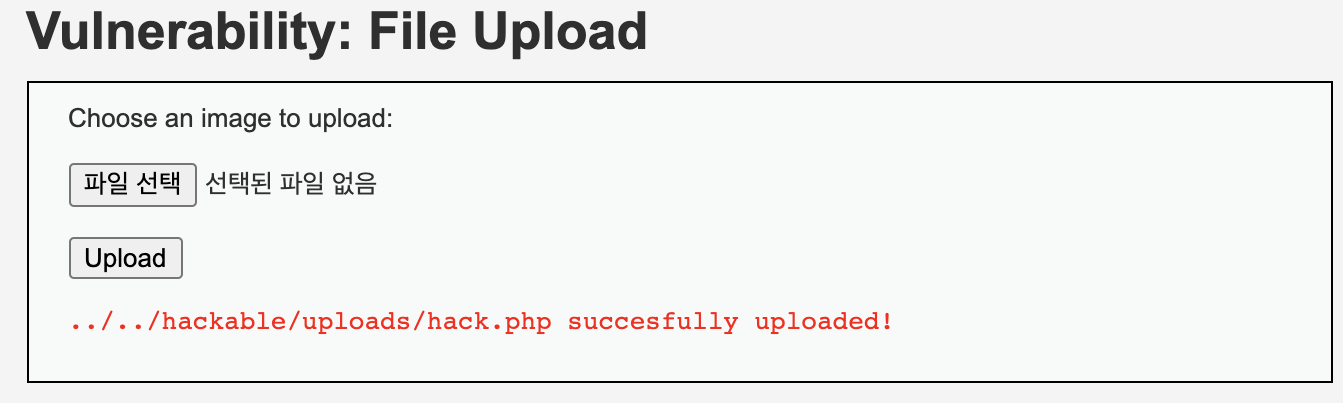 Vulnerability: File Upload
Choose an image to upload:
파일 선택 선택된 파일 없음
Upload
../../hackable/uploads/hack.php succesfully uploaded!